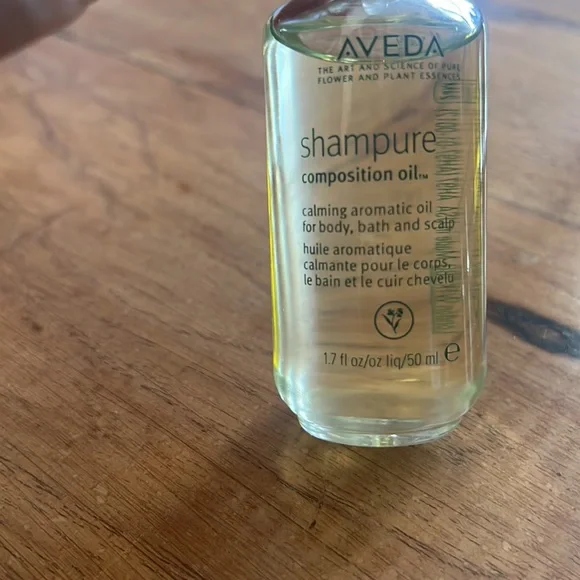 AVEDA
THE ART AND SCIENCE OF PURE
FLOWER AND PLANT ESSENCES
shampure
composition oil™
calming aromatic oil
for body, bath and scalp
huile aromatique
calmante pour le corps,
le bain et le cuir chevelu
1.7 fl oz/oz liq/50 ml e